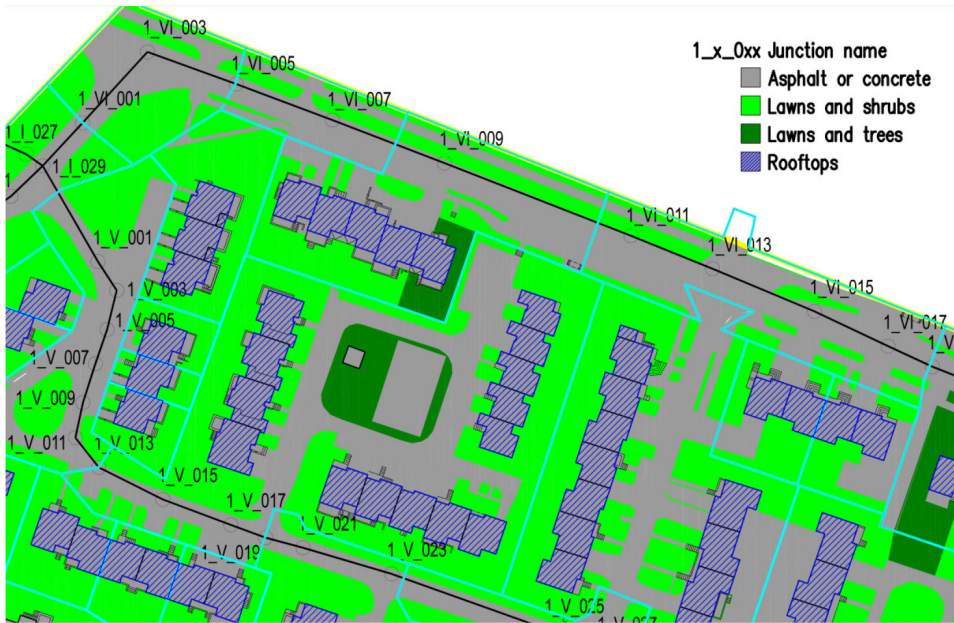 1_VI_003
1_VI_005
1_VI_007
1_VI_001
1_VI_009
1_I_027
1_I_029
1_Vi_011
1_VI_013
1_VI_015
1_VI_017
1_V_001
1_V_003
1_V_005
1_V_007
1_V_009
1_V_011
1_V_013
1_V_015
1_V_017
1_V_021
1_V_019
1_V_023
1_V_025
1_x_0xx Junction name
Asphalt or concrete
Lawns and shrubs
Lawns and trees
Rooftops